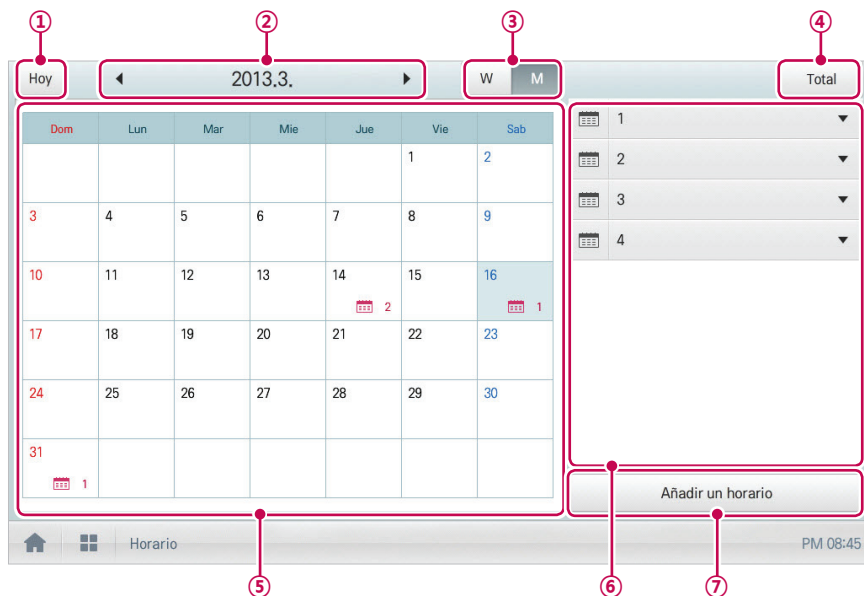 ① ② ③ ④
Hoy 2013.3. W M Total
Dom Lun Mar Mie Jue Vie Sab
1 2
3 4 5 6 7 8 9
10 11 12 13 14 15 16
2 1
17 18 19 20 21 22 23
24 25 26 27 28 29 30
31
1
1
2
3
4
Añadir un horario
Horario PM 08:45
⑤ ⑥ ⑦